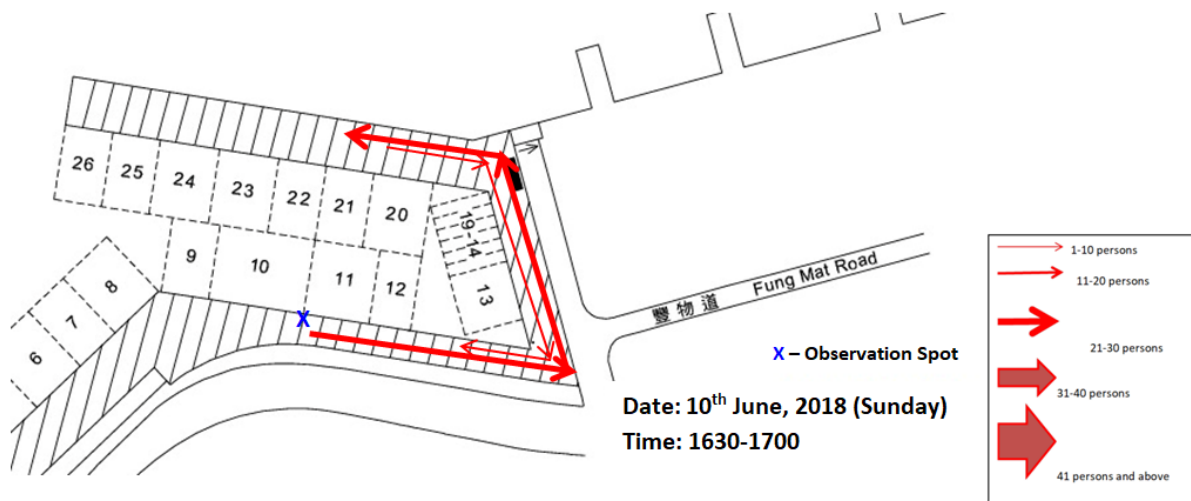 26
25
24
23
22
21
20
19-14
13
9
10
11
12
8
7
6
X
豐物道 Fung Mat Road
X – Observation Spot
Date: 10th June, 2018 (Sunday)
Time: 1630-1700
1-10 persons
11-20 persons
21-30 persons
31-40 persons
41 persons and above